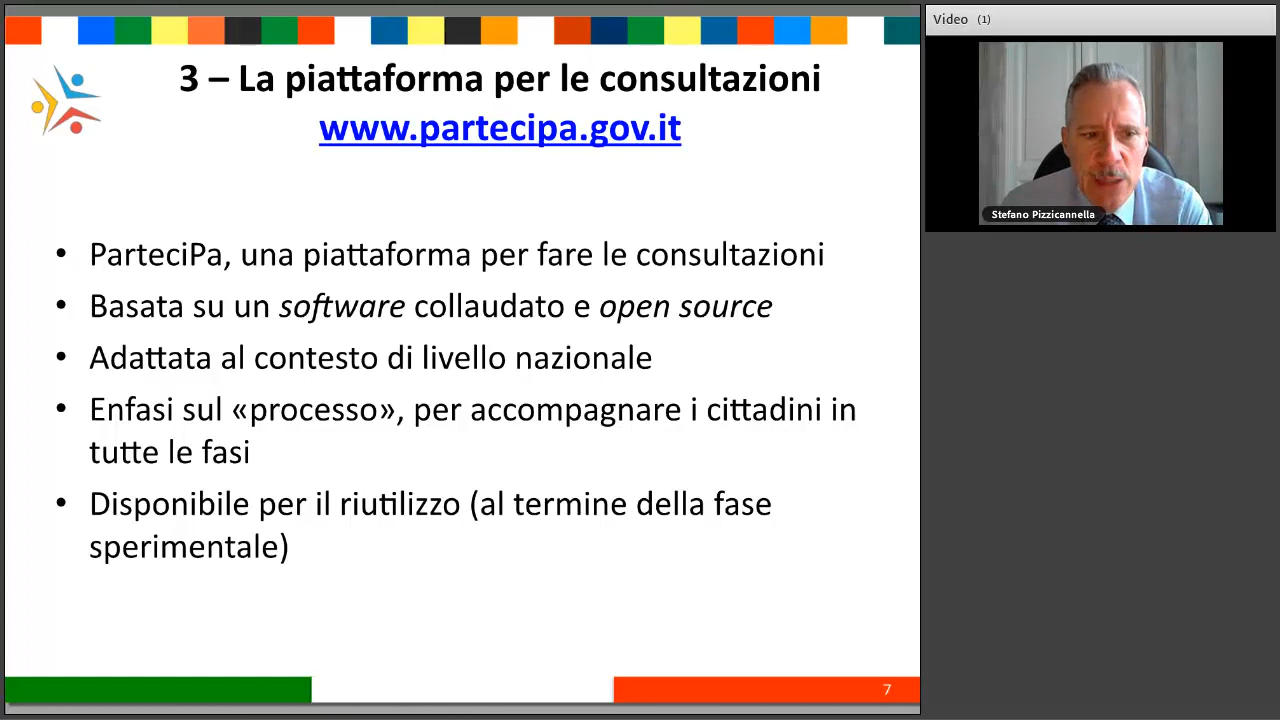 3 – La piattaforma per le consultazioni
www.partecipa.gov.it
• ParteciPa, una piattaforma per fare le consultazioni
• Basata su un software collaudato e open source
• Adattata al contesto di livello nazionale
• Enfasi sul «processo», per accompagnare i cittadini in
tutte le fasi
• Disponibile per il riutilizzo (al termine della fase
sperimentale)
7
Video (1)
Stefano Pizzicannella